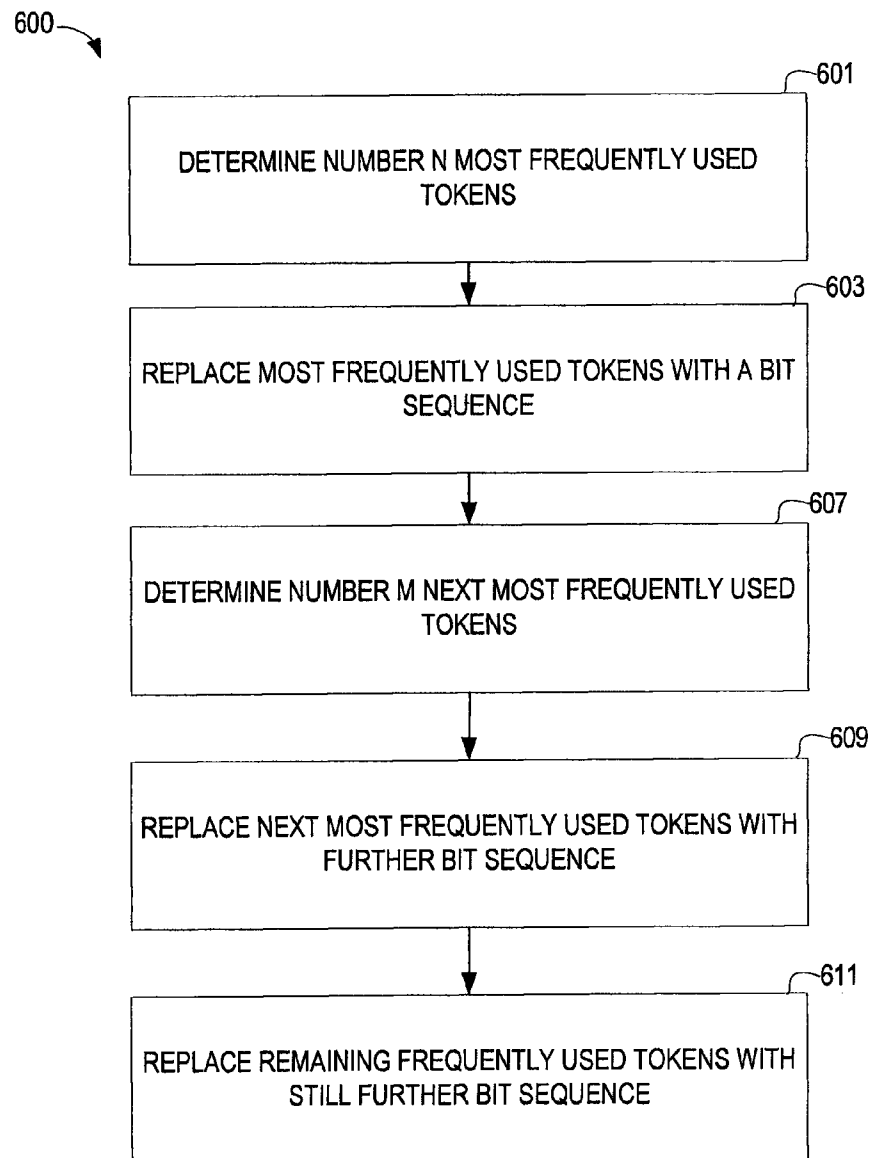 600
601
DETERMINE NUMBER N MOST FREQUENTLY USED
TOKENS
603
REPLACE MOST FREQUENTLY USED TOKENS WITH A BIT
SEQUENCE
607
DETERMINE NUMBER M NEXT MOST FREQUENTLY USED
TOKENS
609
REPLACE NEXT MOST FREQUENTLY USED TOKENS WITH
FURTHER BIT SEQUENCE
611
REPLACE REMAINING FREQUENTLY USED TOKENS WITH
STILL FURTHER BIT SEQUENCE